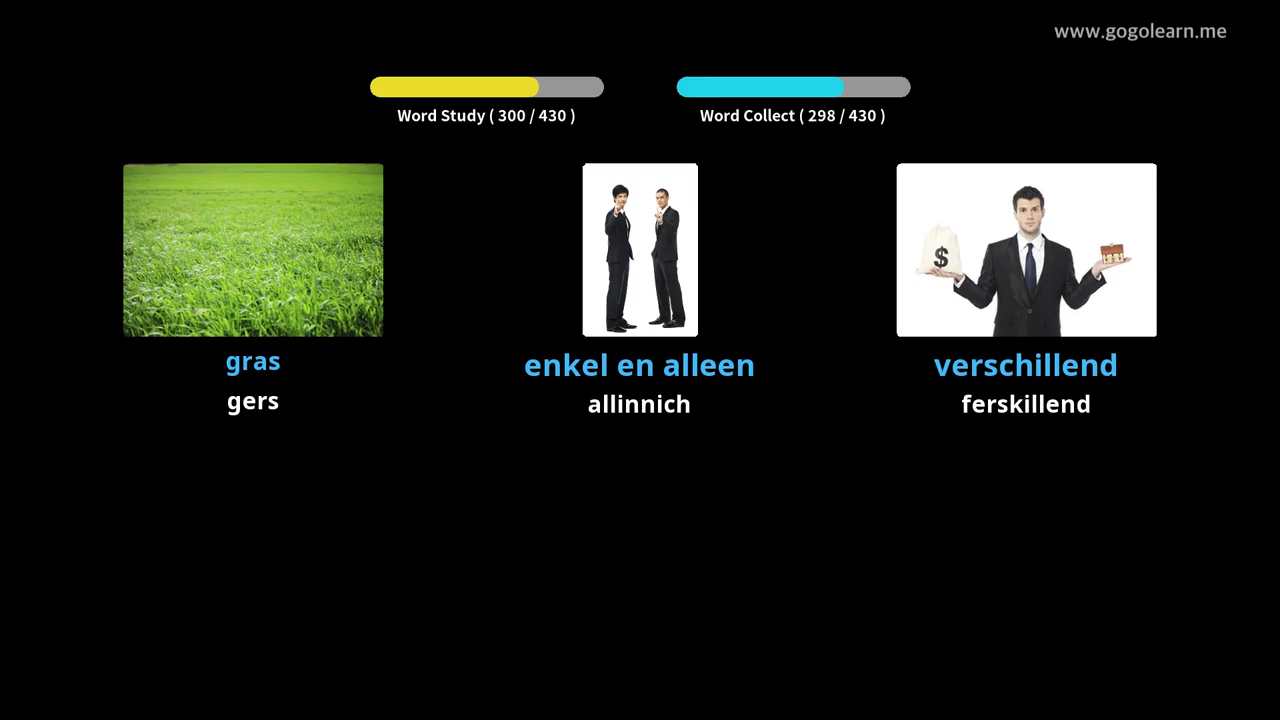 www.gogolearn.me
Word Study ( 300 / 430 )
Word Collect ( 298 / 430 )
$
gras
gers
enkel en alleen
allinnich
verschillend
ferskillend